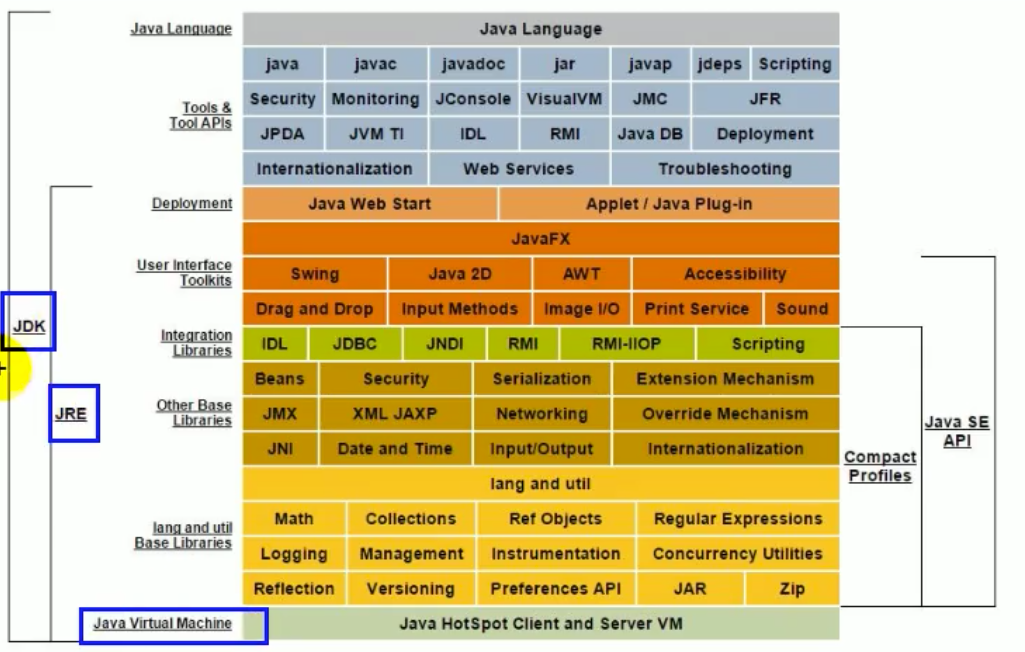 Java Language Java Language
java javac javadoc jar javap jdeps Scripting
Security Monitoring JConsole VisualVM JMC JFR
Tools &
Tool APIs
JPDA JVM TI IDL RMI Java DB Deployment
Internationalization Web Services Troubleshooting
Deployment Java Web Start Applet / Java Plug-in
JavaFX
User Interface
Toolkits
Swing Java 2D AWT Accessibility
Drag and Drop Input Methods Image I/O Print Service Sound
JDK
Integration
Libraries
IDL JDBC JNDI RMI RMI-IIOP Scripting
Beans Security Serialization Extension Mechanism
JRE
Other Base
Libraries
JMX XML JAXP Networking Override Mechanism
Java SE
API
JNI Date and Time Input/Output Internationalization
Compact
Profiles
lang and util
Math Collections Ref Objects Regular Expressions
lang and util
Base Libraries
Logging Management Instrumentation Concurrency Utilities
Reflection Versioning Preferences API JAR Zip
Java Virtual Machine Java HotSpot Client and Server VM